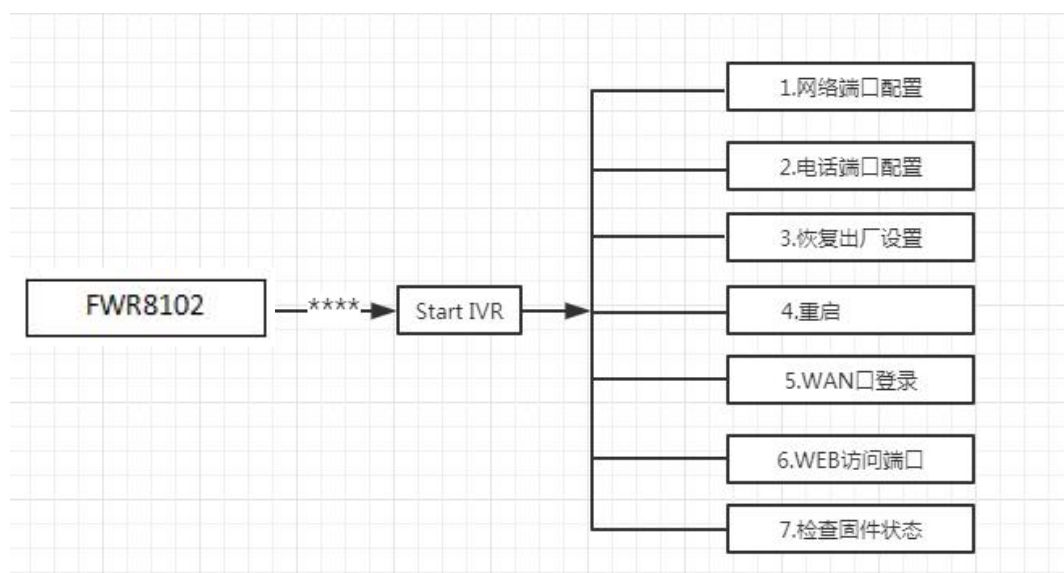 FWR8102
****
Start IVR
1.网络端口配置
2.电话端口配置
3.恢复出厂设置
4.重启
5.WAN口登录
6.WEB访问端口
7.检查固件状态